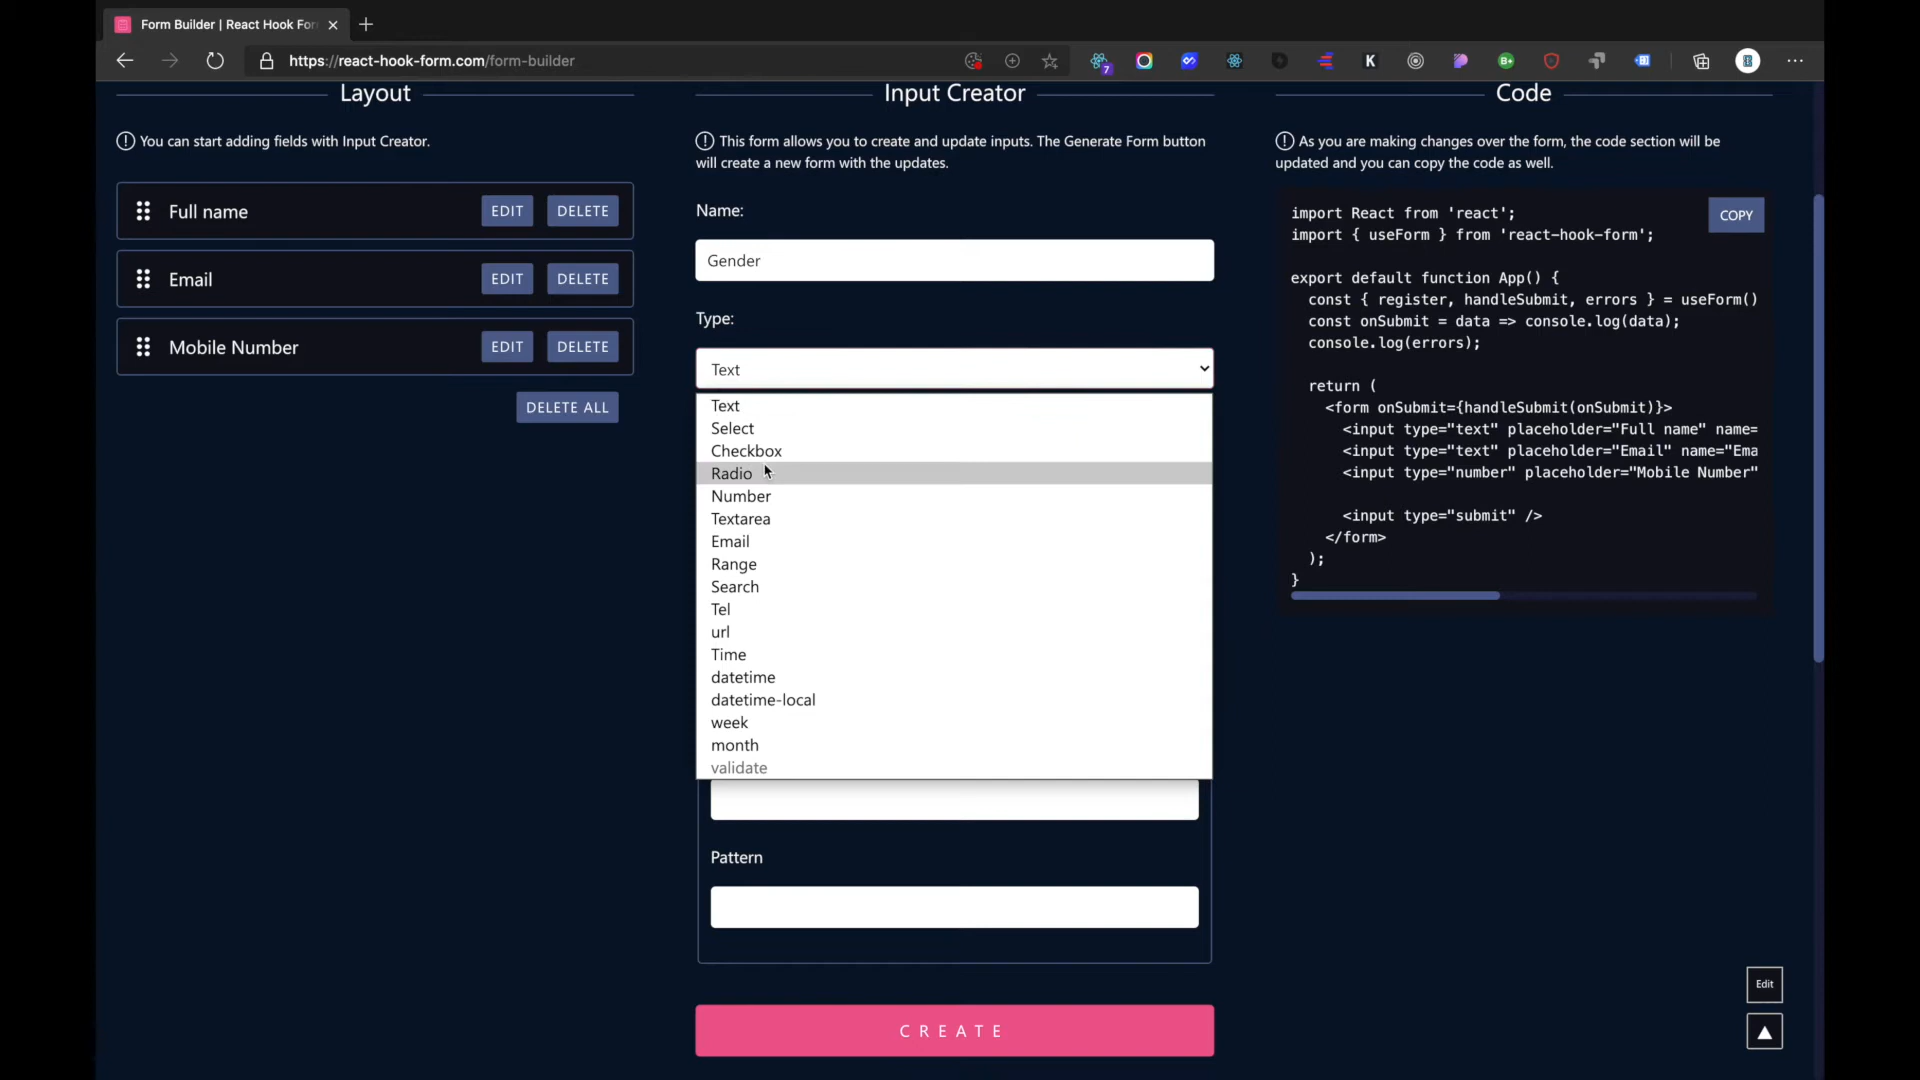 Form Builder | React Hook For
https://react-hook-form.com/form-builder
7
K
B+
Layout
You can start adding fields with Input Creator.
Full name
EDIT
DELETE
Email
EDIT
DELETE
Mobile Number
EDIT
DELETE
DELETE ALL
Input Creator
This form allows you to create and update inputs. The Generate Form button
will create a new form with the updates.
Name:
Gender
Type:
Text
Text
Select
Checkbox
Radio
Number
Textarea
Email
Range
Search
Tel
url
Time
datetime
datetime-local
week
month
validate
Pattern
CREATE
Code
As you are making changes over the form, the code section will be
updated and you can copy the code as well.
COPY
import React from 'react';
import { useForm } from 'react-hook-form';
export default function App() {
const { register, handleSubmit, errors } = useForm()
const onSubmit = data => console.log(data);
console.log(errors);
return (
<form onSubmit={handleSubmit(onSubmit)}>
<input type="text" placeholder="Full name" name=
<input type="text" placeholder="Email" name="Ema
<input type="number" placeholder="Mobile Number"
<input type="submit" />
</form>
);
}
Edit